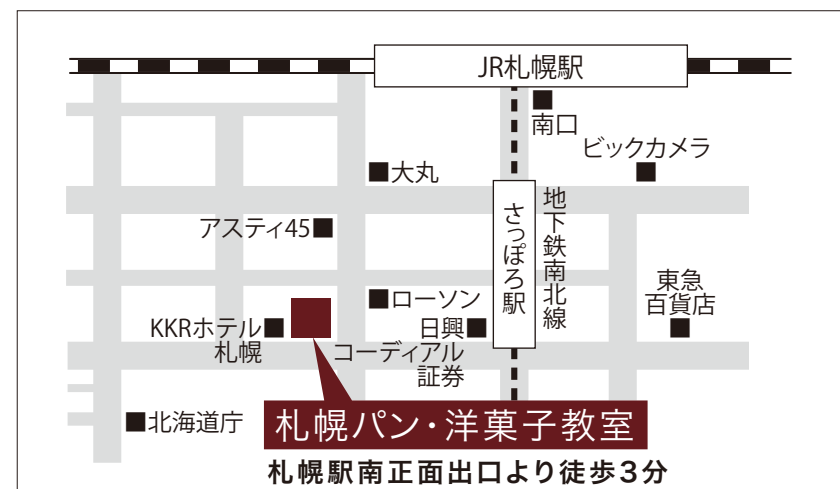 JR札幌駅
南口
ビックカメラ
■大丸
さっぽろ駅
地下鉄南北線
アスティ45■
東急
百貨店
■ローソン
KKRホテル■
札幌
日興■
コーディアル
証券
■北海道庁
札幌パン・洋菓子教室
札幌駅南正面出口より徒歩3分